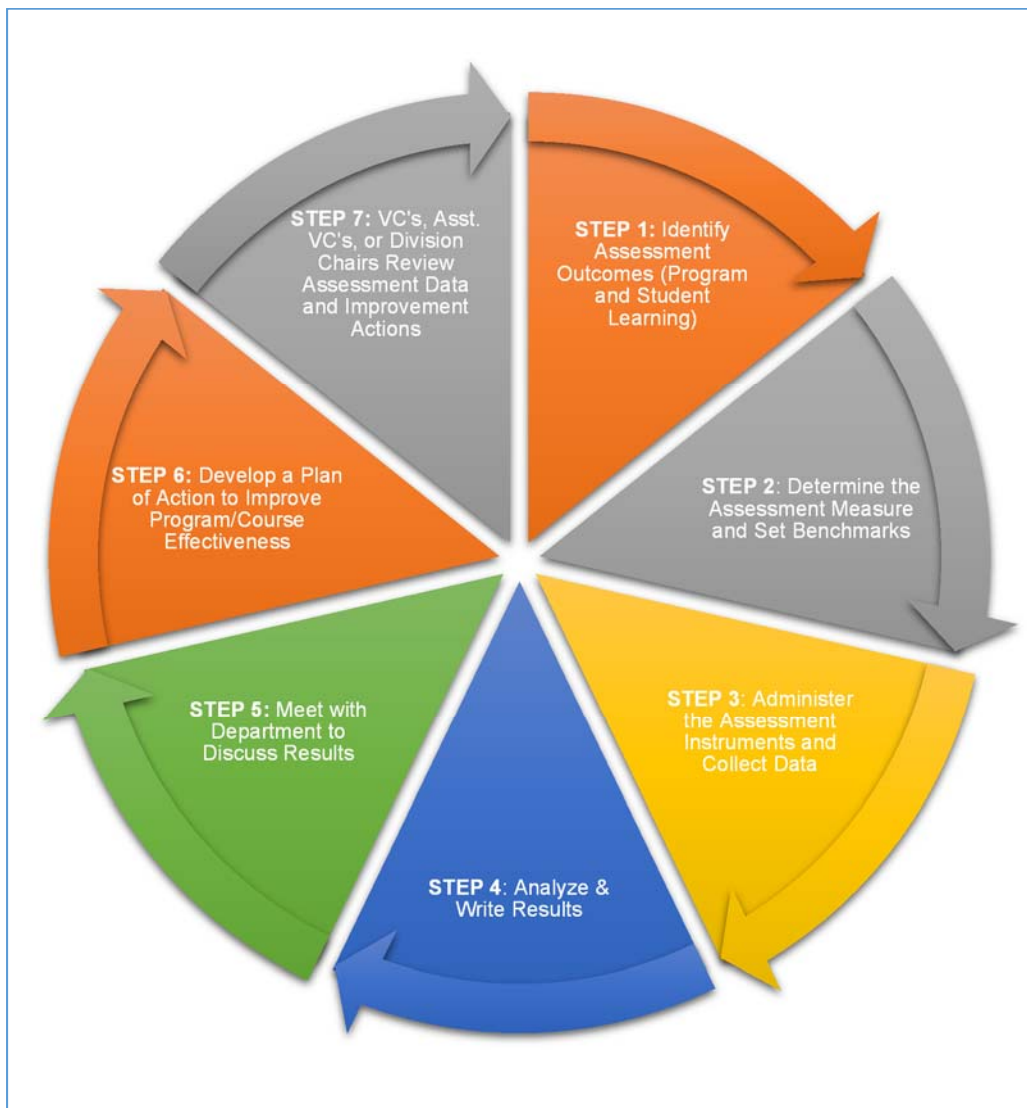 STEP 1: Identify
Assessment
Outcomes (Program
and Student
Learning)
STEP 2: Determine the
Assessment Measure
and Set Benchmarks
STEP 3: Administer
the Assessment
Instruments and
Collect Data
STEP 4: Analyze &
Write Results
STEP 5: Meet with
Department to
Discuss Results
STEP 6: Develop a Plan
of Action to Improve
Program/Course
Effectiveness
STEP 7: VC's, Asst.
VC's, or Division
Chairs Review
Assessment Data
and Improvement
Actions